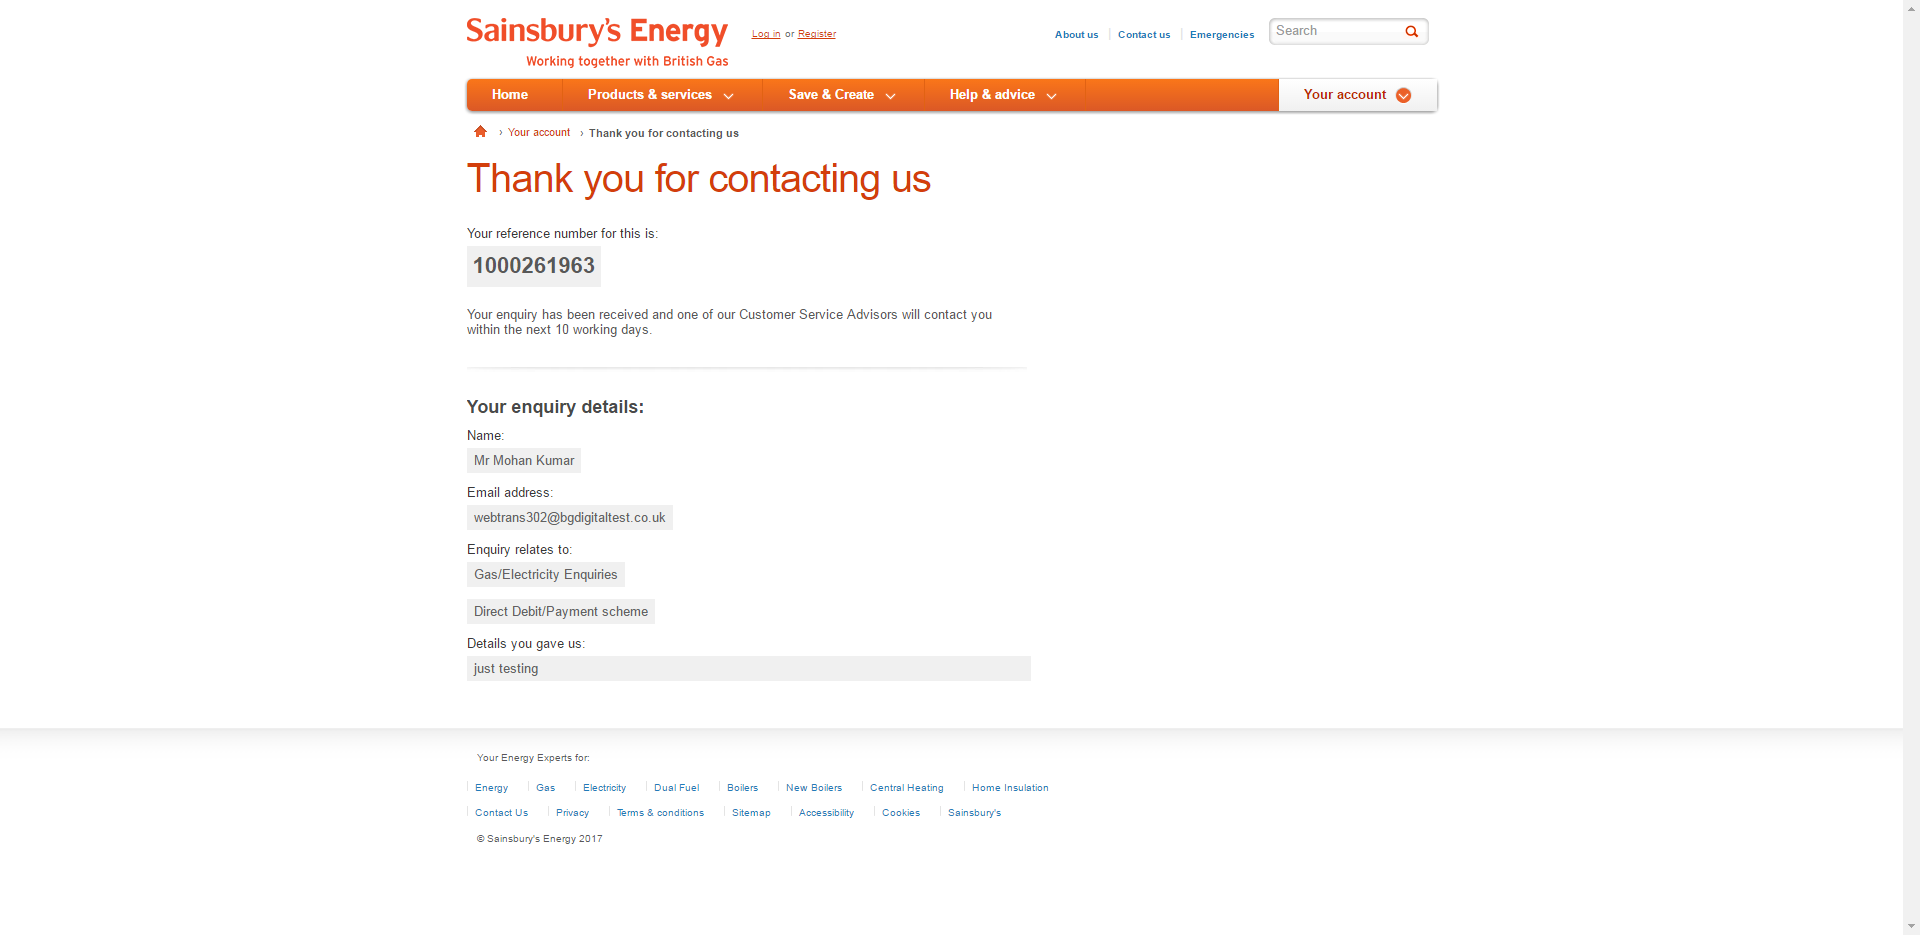 Sainsbury's Energy
Log in or Register
About us
Contact us
Emergencies
Search
Working together with British Gas
Home
Products & services
Save & Create
Help & advice
Your account
› Your account › Thank you for contacting us
Thank you for contacting us
Your reference number for this is:
1000261963
Your enquiry has been received and one of our Customer Service Advisors will contact you
within the next 10 working days.
Your enquiry details:
Name:
Mr Mohan Kumar
Email address:
webtrans302@bgdigitaltest.co.uk
Enquiry relates to:
Gas/Electricity Enquiries
Direct Debit/Payment scheme
Details you gave us:
just testing
Your Energy Experts for:
Energy
Gas
Electricity
Dual Fuel
Boilers
New Boilers
Central Heating
Home Insulation
Contact Us
Privacy
Terms & conditions
Sitemap
Accessibility
Cookies
Sainsbury's
© Sainsbury's Energy 2017